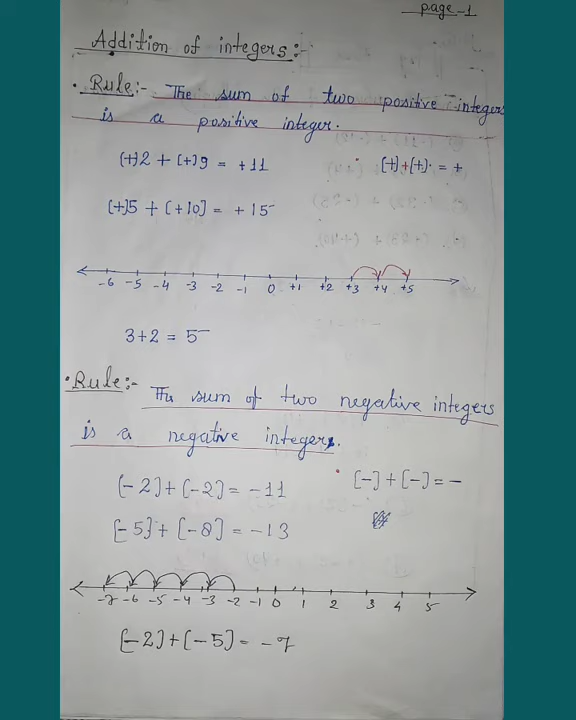 page-1
Addition of integers:-
• Rule:- The sum of two positive integers
is a positive integer.
(+)2 + (+)9 = +11
(+)+(+) = +
(+)5 + (+10) = + 15
-6 -5 -4 -3 -2 -1 0 +1 +2 +3 +4 +5
3+2 = 5
• Rule:- The sum of two negative integers
is a negative integer.
(-2)+(-2) = -11
• (-)+(-) = -
(-5)+(-8) = -13
-7 -6 -5 -4 -3 -2 -1 0 1 2 3 4 5
(-2)+(-5) = -7